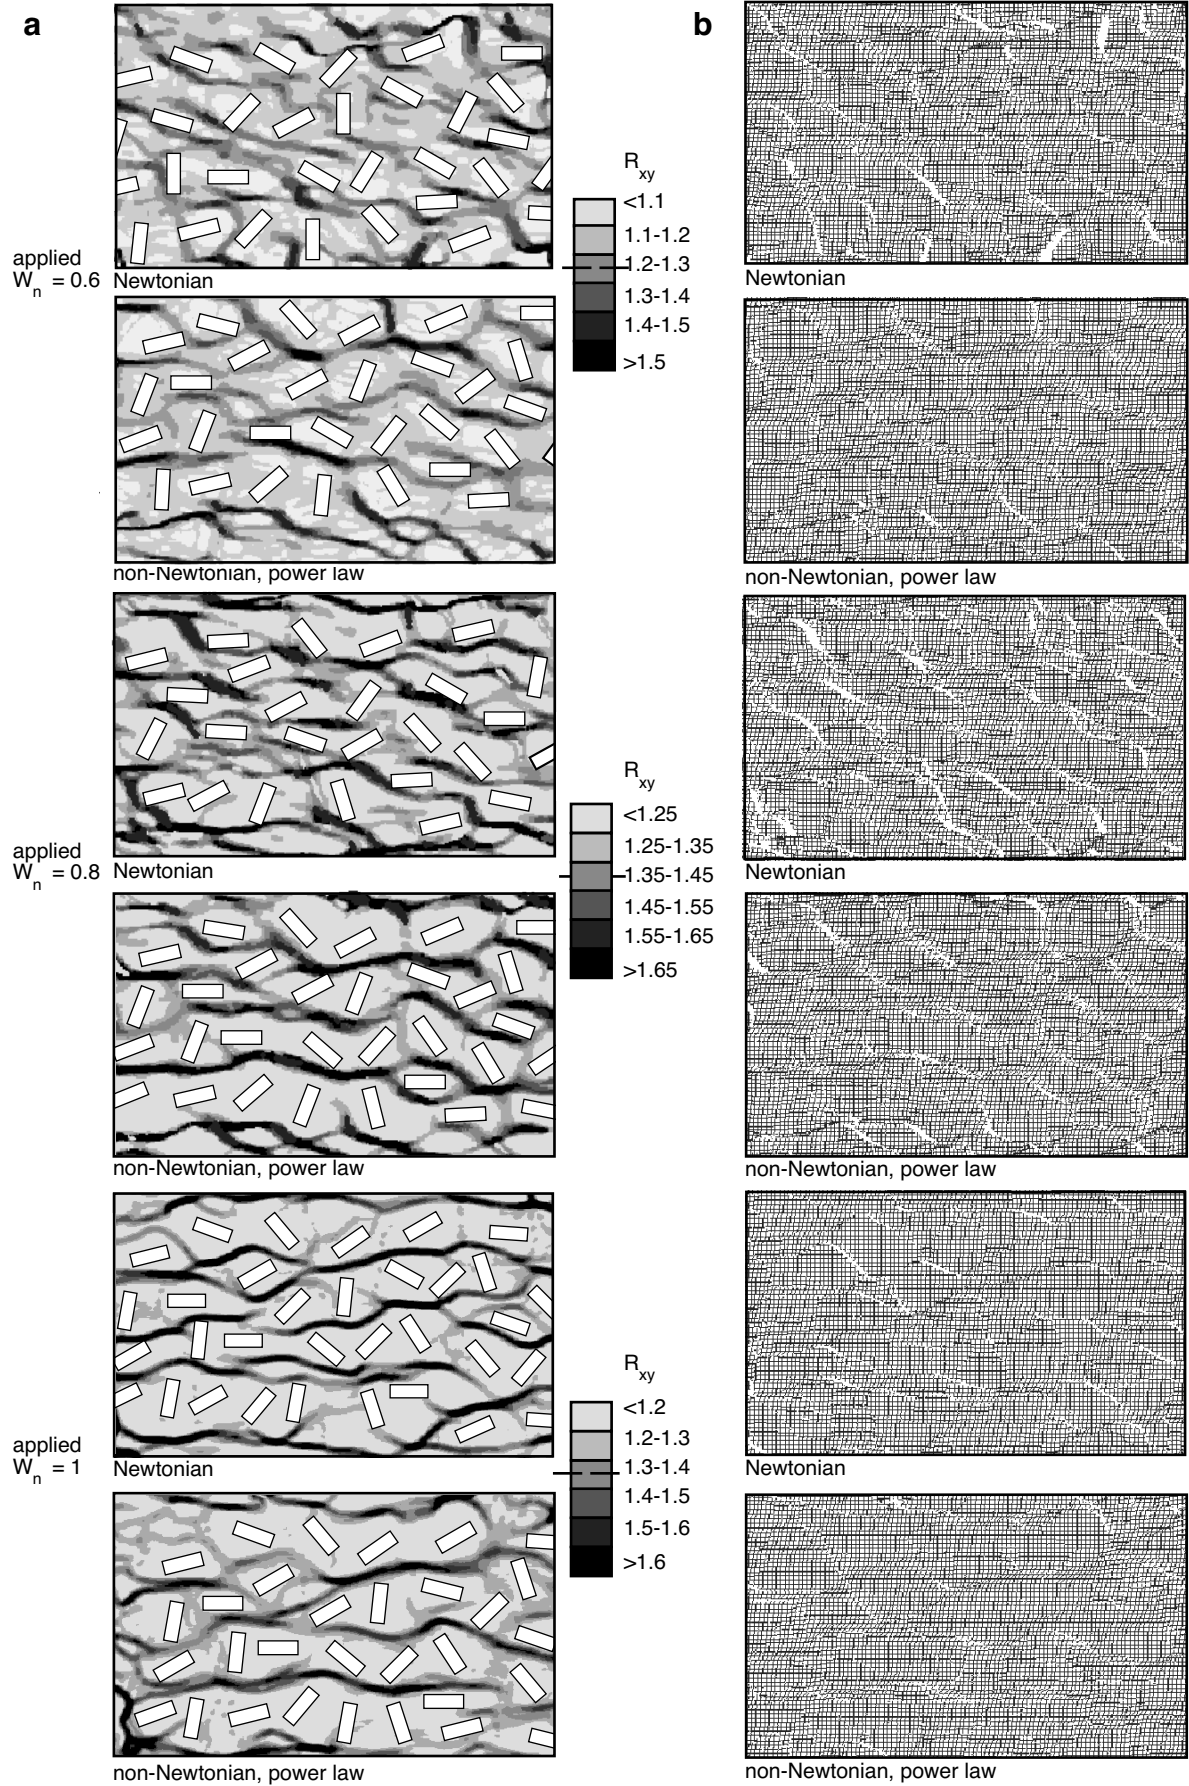 a
b
R
xy
<1.1
1.1-1.2
1.2-1.3
1.3-1.4
1.4-1.5
>1.5
applied
W n = 0.6
Newtonian
Newtonian
non-Newtonian, power law
non-Newtonian, power law
R
xy
<1.25
1.25-1.35
1.35-1.45
1.45-1.55
1.55-1.65
>1.65
applied
W n = 0.8
Newtonian
Newtonian
non-Newtonian, power law
non-Newtonian, power law
R
xy
<1.2
1.2-1.3
1.3-1.4
1.4-1.5
1.5-1.6
>1.6
applied
W n = 1
Newtonian
Newtonian
non-Newtonian, power law
non-Newtonian, power law